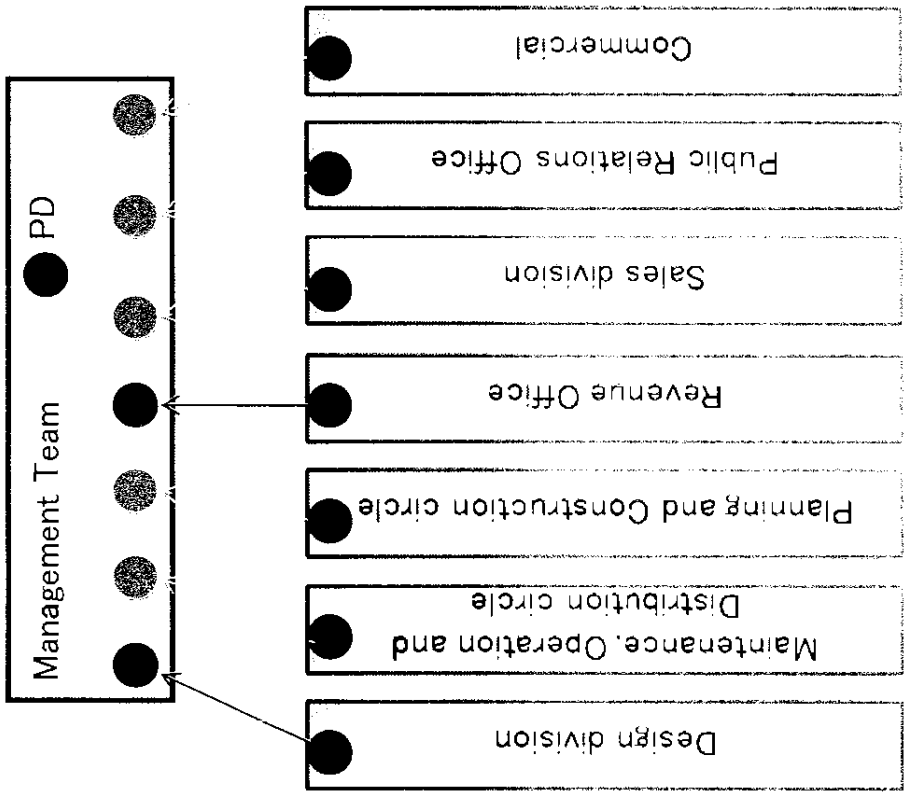 Management Team
PD
Commercial
Public Relations Office
Sales division
Revenue Office
Planning and Construction circle
Maintenance. Operation and
Distribution circle
Design division